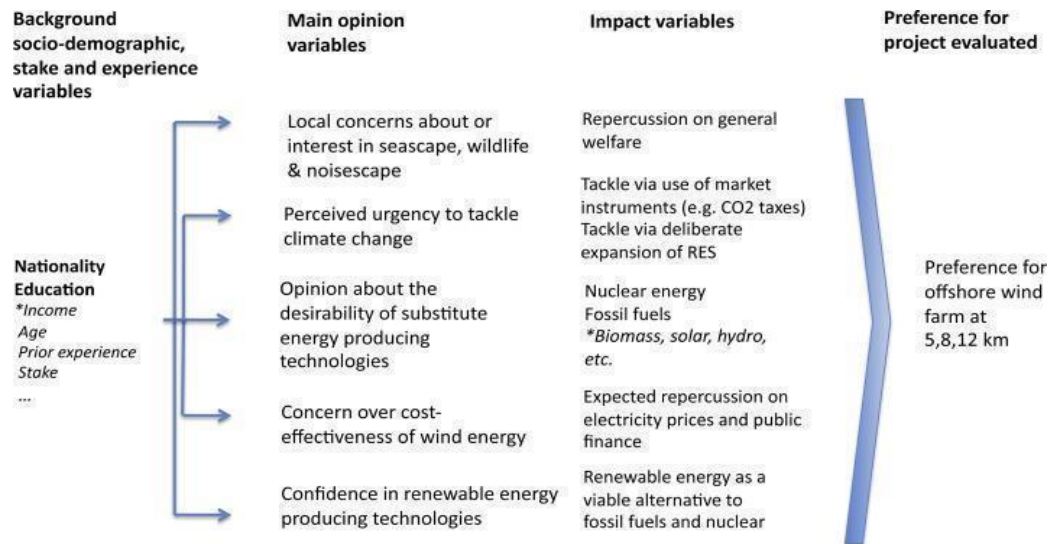 Background
socio-demographic,
stake and experience
variables
Main opinion
variables
Impact variables
Preference for
project evaluated
Nationality
Education
*Income
Age
Prior experience
Stake
...
Local concerns about or
interest in seascape, wildlife
& noisescape
Perceived urgency to tackle
climate change
Opinion about the
desirability of substitute
energy producing
technologies
Concern over cost-
effectiveness of wind energy
Confidence in renewable energy
producing technologies
Repercussion on general
welfare
Tackle via use of market
instruments (e.g. CO2 taxes)
Tackle via deliberate
expansion of RES
Nuclear energy
Fossil fuels
*Biomass, solar, hydro,
etc.
Expected repercussion on
electricity prices and public
finance
Renewable energy as a
viable alternative to
fossil fuels and nuclear
Preference for
offshore wind
farm at
5,8,12 km